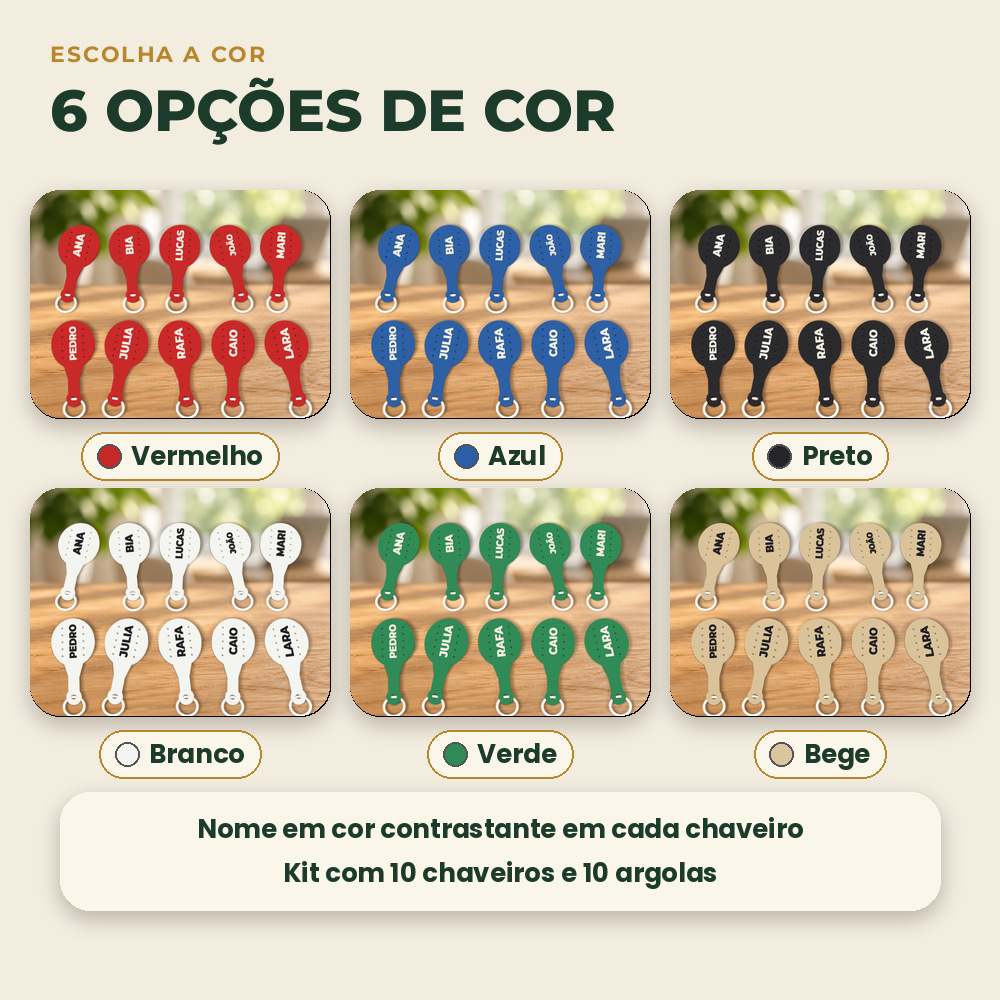 ESCOLHA A COR
6 OPÇÕES DE COR
ANA BIA LUCAS JOÃO MARI
PEDRO JULIA RAFA CAIO LARA
ANA BIA LUCAS JOÃO MARI
PEDRO JULIA RAFA CAIO LARA
ANA BIA LUCAS JOÃO MARI
PEDRO JULIA RAFA CAIO LARA
Vermelho
Azul
Preto
ANA BIA LUCAS JOÃO MARI
PEDRO JULIA RAFA CAIO LARA
ANA BIA LUCAS JOÃO MARI
PEDRO JULIA RAFA CAIO LARA
ANA BIA LUCAS JOÃO MARI
PEDRO JULIA RAFA CAIO LARA
Branco
Verde
Bege
Nome em cor contrastante em cada chaveiro
Kit com 10 chaveiros e 10 argolas